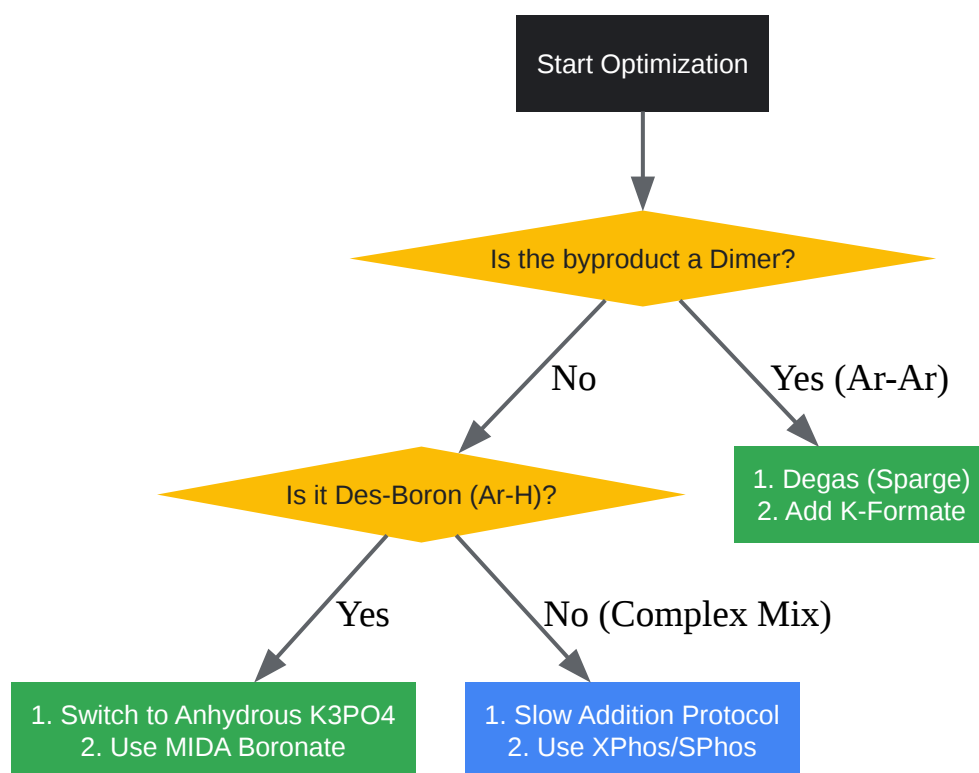 Start Optimization
Is the byproduct a Dimer?
No
Yes (Ar-Ar)
1. Degas (Sparge)
2. Add K-Formate
Is it Des-Boron (Ar-H)?
Yes
No (Complex Mix)
1. Switch to Anhydrous K3PO4
2. Use MIDA Boronate
1. Slow Addition Protocol
2. Use XPhos/SPhos